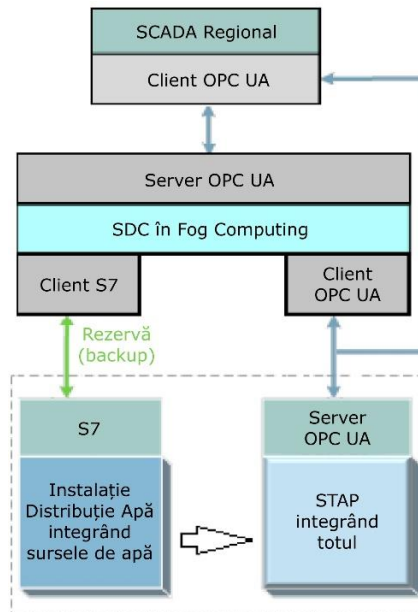 SCADA Regional
Client OPC UA
Server OPC UA
SDC în Fog Computing
Client S7
Client
OPC UA
Rezervă
(backup)
S7
Server
OPC UA
Instalație
Distribuție Apă
integrând
sursele de apă
STAP
integrând
totul